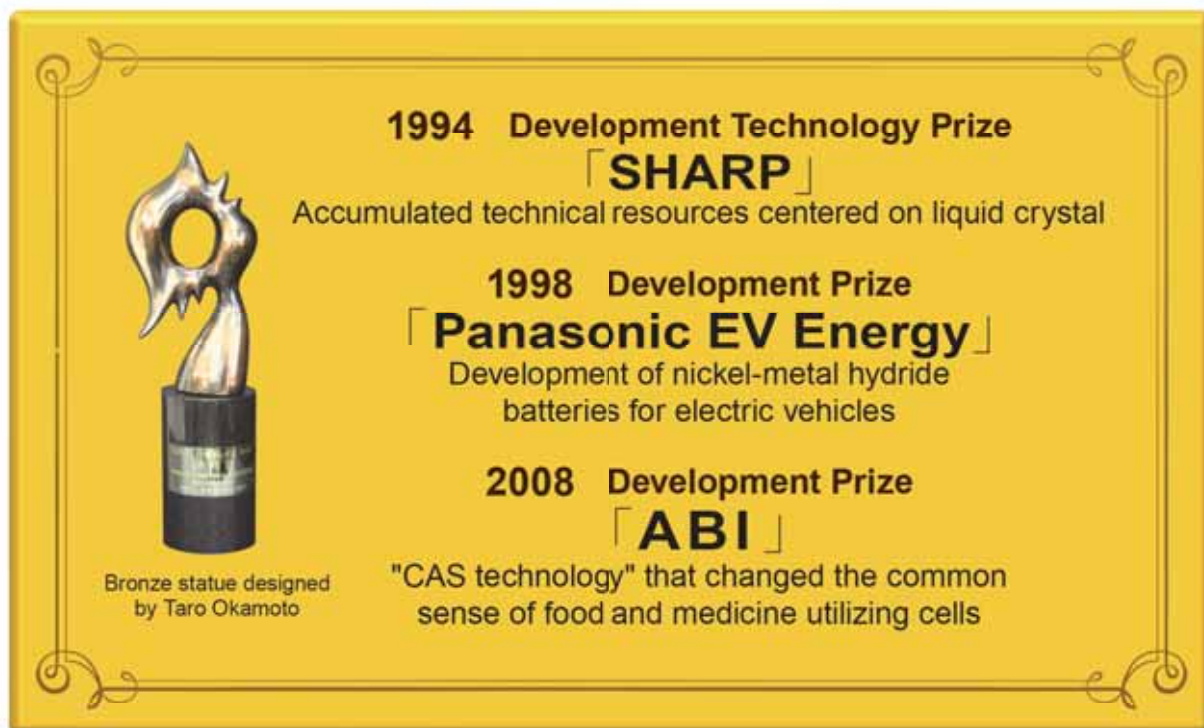 1994 Development Technology Prize
「SHARP」
Accumulated technical resources centered on liquid crystal
1998 Development Prize
「Panasonic EV Energy」
Development of nickel-metal hydride
batteries for electric vehicles
2008 Development Prize
「ABI」
"CAS technology" that changed the common
sense of food and medicine utilizing cells
Bronze statue designed
by Taro Okamoto